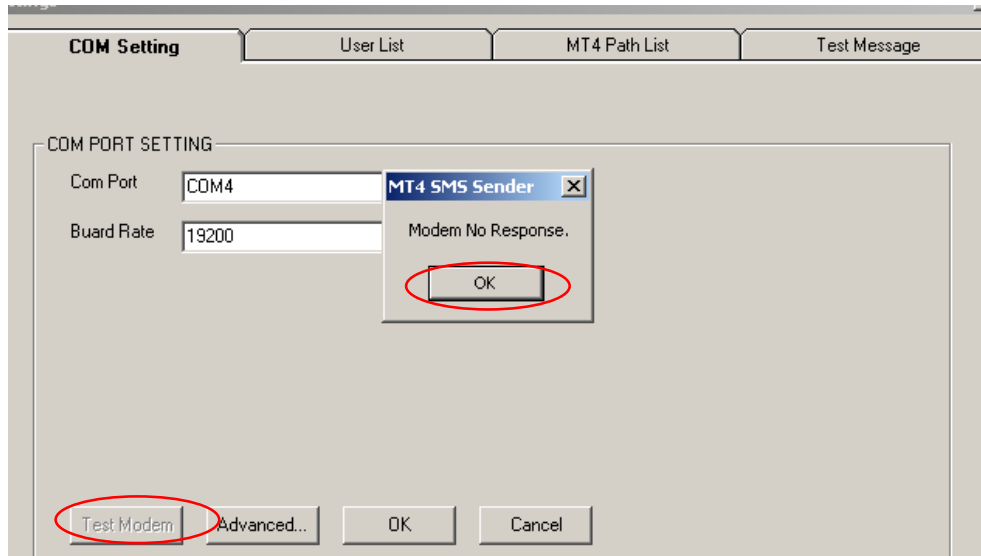 COM Setting User List MT4 Path List Test Message
COM PORT SETTING
Com Port COM4
Buard Rate 19200
MT4 SMS Sender
Modem No Response.
OK
Test Modem Advanced... OK Cancel